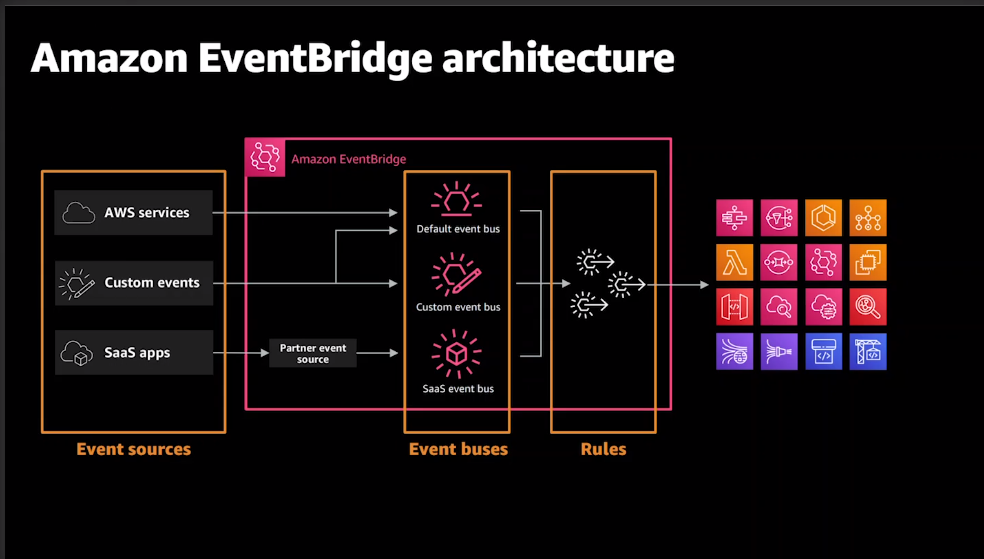 Amazon EventBridge architecture
Amazon EventBridge
AWS services
Default event bus
Custom events
Custom event bus
SaaS apps
Partner event
source
SaaS event bus
Event sources
Event buses
Rules